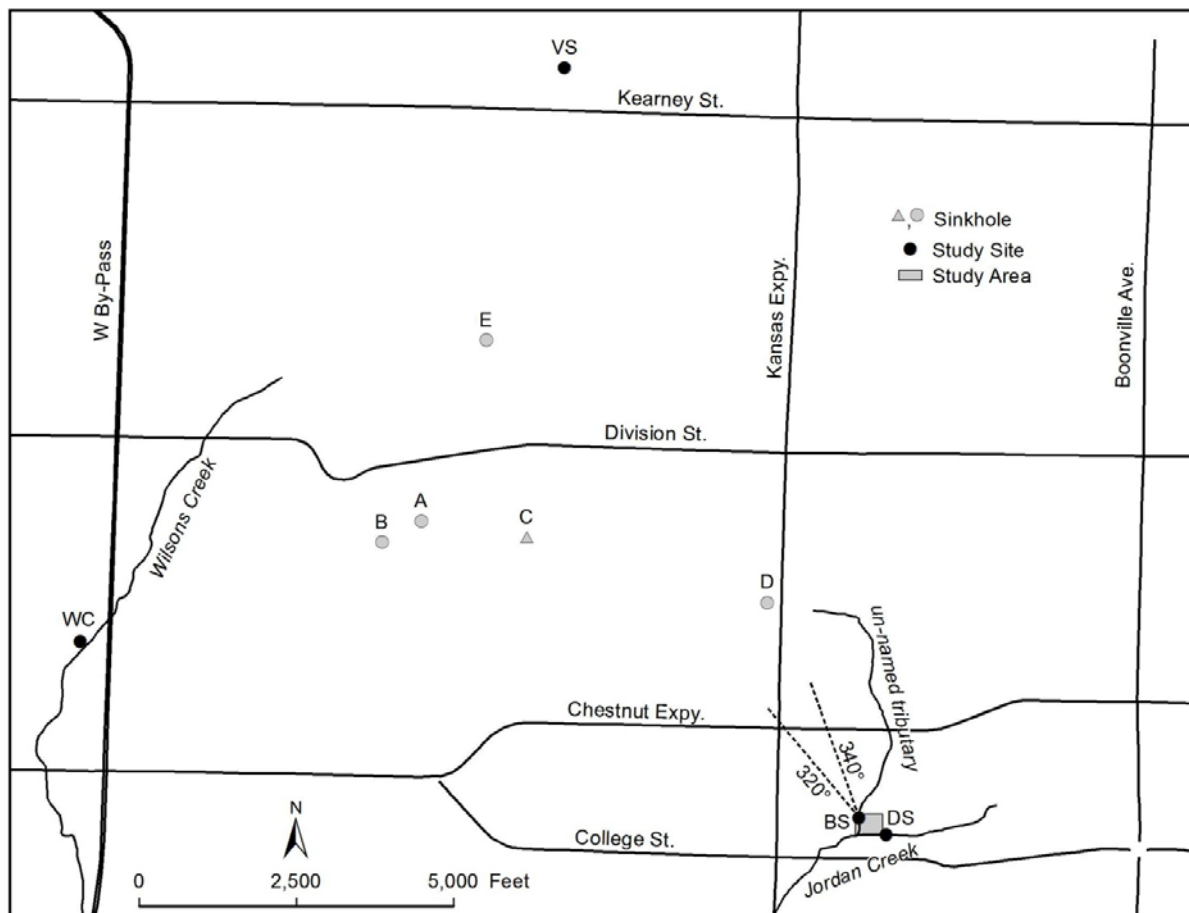 VS
Kearney St.
W By-Pass
Kansas Expy.
Boonville Ave.
, Sinkhole
Study Site
Study Area
E
Division St.
Wilsons Creek
A
B
C
D
WC
un-named tributary
Chestnut Expy.
340°
320°
N
BS
DS
College St.
Jordan Creek
0 2,500 5,000 Feet